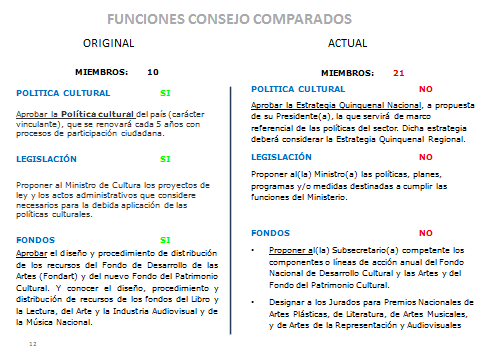 FUNCIONES CONSEJO COMPARADOS
ORIGINAL
MIEMBROS: 10
POLITICA CULTURAL SI
Aprobar la Política cultural del país (carácter
vinculante), que se renovará cada 5 años con
procesos de participación ciudadana.
LEGISLACIÓN SI
Proponer al Ministro de Cultura los proyectos de
ley y los actos administrativos que considere
necesarios para la debida aplicación de las
políticas culturales.
FONDOS SI
Aprobar el diseño y procedimiento de distribución
de los recursos del Fondo de Desarrollo de las
Artes (Fondart) y del nuevo Fondo del Patrimonio
Cultural. Y conocer el diseño, procedimiento y
distribución de recursos de los fondos del Libro y
la Lectura, del Arte y la Industria Audiovisual y de
la Música Nacional.
ACTUAL
MIEMBROS: 21
POLITICA CULTURAL NO
Aprobar la Estrategia Quinquenal Nacional, a propuesta
de su Presidente(a), la que servirá de marco
referencial de las políticas del sector. Dicha estrategia
deberá considerar la Estrategia Quinquenal Regional.
LEGISLACIÓN NO
Proponer al(la) Ministro(a) las políticas, planes,
programas y/o medidas destinadas a cumplir las
funciones del Ministerio.
FONDOS NO
• Proponer al(la) Subsecretario(a) competente los
componentes o líneas de acción anual del Fondo
Nacional de Desarrollo Cultural y las Artes y del
Fondo del Patrimonio Cultural.
• Designar a los Jurados para Premios Nacionales de
Artes Plásticas, de Literatura, de Artes Musicales,
y de Artes de la Representación y Audiovisuales
12